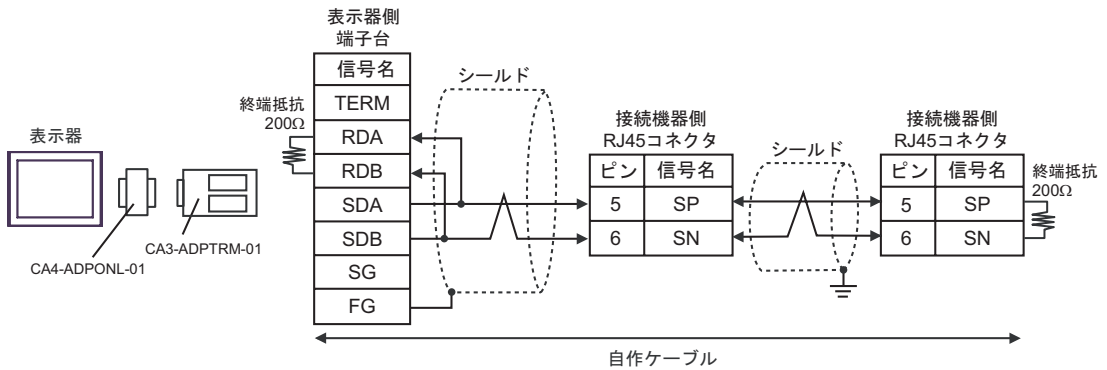 表示器
CA4-ADPONL-01
CA3-ADPTRM-01
終端抵抗
200Ω
表示器側
端子台
信号名
TERM
RDA
RDB
SDA
SDB
SG
FG
シールド
接続機器側
RJ45コネクタ
ピン 信号名
5 SP
6 SN
シールド
接続機器側
RJ45コネクタ
ピン 信号名
5 SP
6 SN
終端抵抗
200Ω
自作ケーブル